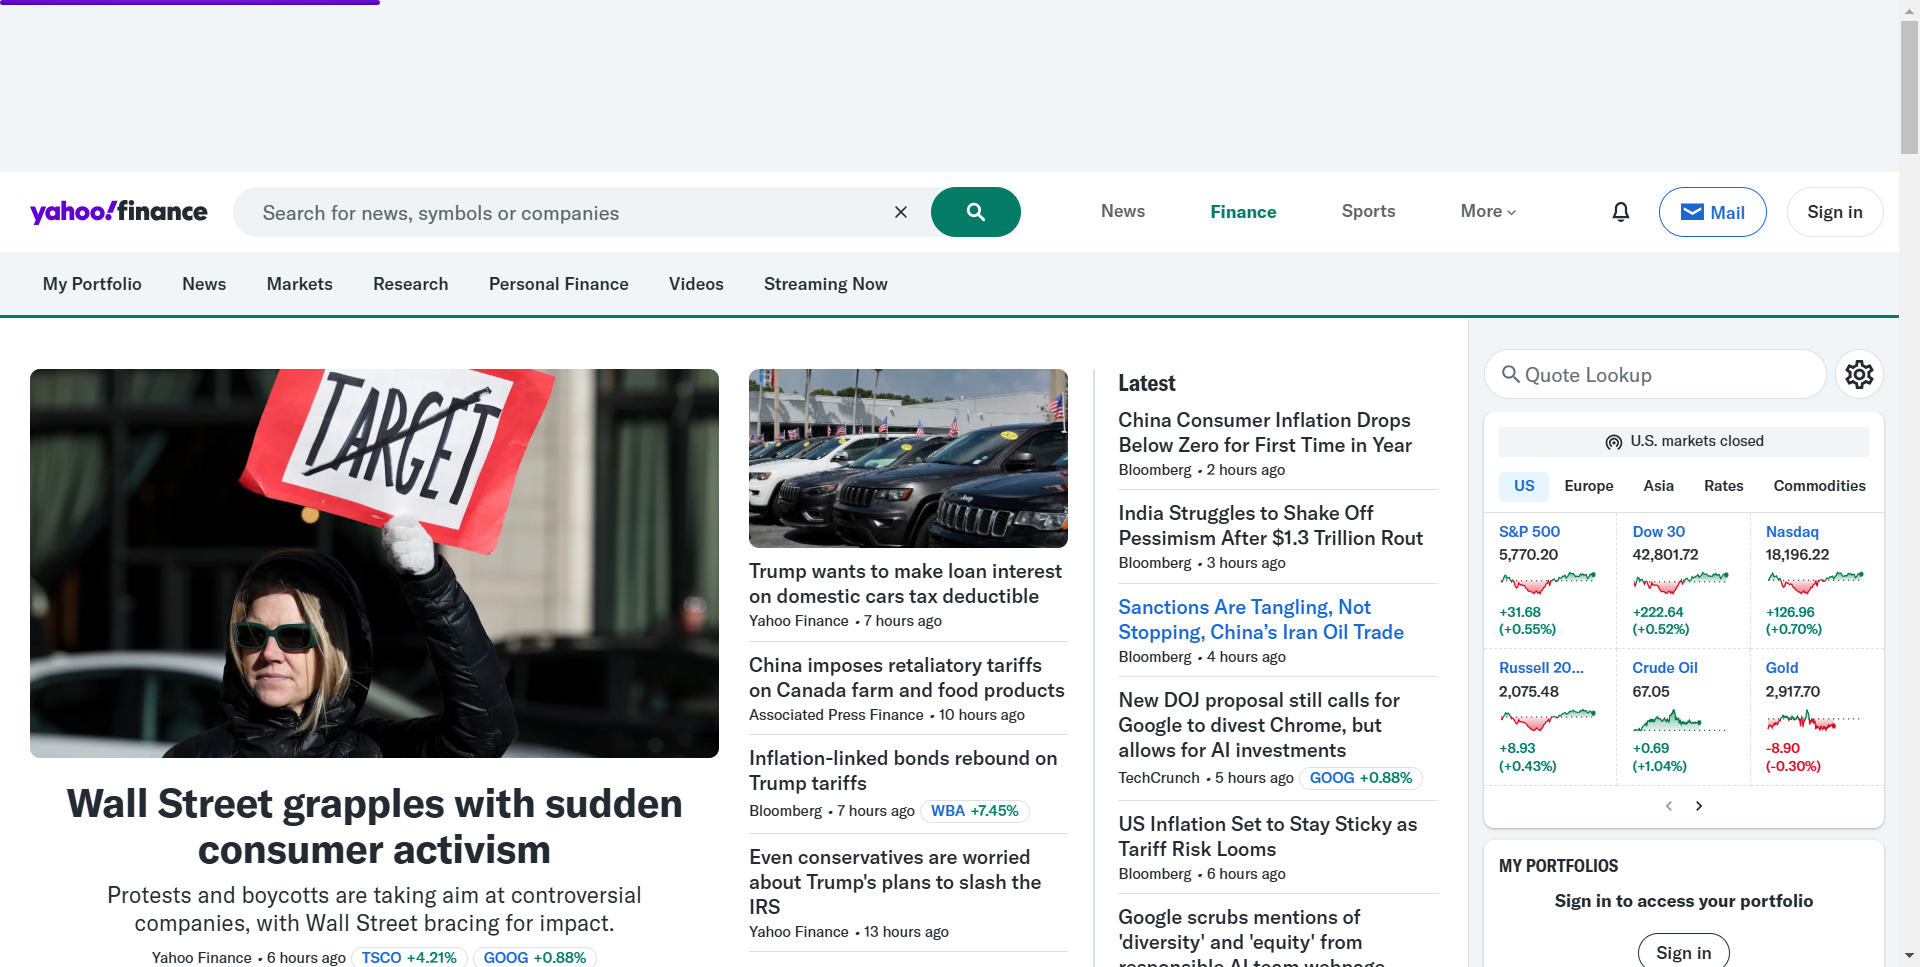 yahoo!finance
Search for news, symbols or companies
News
Finance
Sports
More
Mail
Sign in
My Portfolio
News
Markets
Research
Personal Finance
Videos
Streaming Now
TARGET
Wall Street grapples with sudden
consumer activism
Protests and boycotts are taking aim at controversial
companies, with Wall Street bracing for impact.
Yahoo Finance • 6 hours ago TSCO +4.21% GOOG +0.88%
Trump wants to make loan interest
on domestic cars tax deductible
Yahoo Finance • 7 hours ago
China imposes retaliatory tariffs
on Canada farm and food products
Associated Press Finance • 10 hours ago
Inflation-linked bonds rebound on
Trump tariffs
Bloomberg • 7 hours ago WBA +7.45%
Even conservatives are worried
about Trump's plans to slash the
IRS
Yahoo Finance • 13 hours ago
Latest
China Consumer Inflation Drops
Below Zero for First Time in Year
Bloomberg • 2 hours ago
India Struggles to Shake Off
Pessimism After $1.3 Trillion Rout
Bloomberg • 3 hours ago
Sanctions Are Tangling, Not
Stopping, China’s Iran Oil Trade
Bloomberg • 4 hours ago
New DOJ proposal still calls for
Google to divest Chrome, but
allows for AI investments
TechCrunch • 5 hours ago GOOG +0.88%
US Inflation Set to Stay Sticky as
Tariff Risk Looms
Bloomberg • 6 hours ago
Google scrubs mentions of
'diversity' and 'equity' from
responsible AI team webpage
Quote Lookup
U.S. markets closed
US
Europe
Asia
Rates
Commodities
S&P 500
5,770.20
+31.68
(+0.55%)
Dow 30
42,801.72
+222.64
(+0.52%)
Nasdaq
18,196.22
+126.96
(+0.70%)
Russell 20...
2,075.48
+8.93
(+0.43%)
Crude Oil
67.05
+0.69
(+1.04%)
Gold
2,917.70
-8.90
(-0.30%)
MY PORTFOLIOS
Sign in to access your portfolio
Sign in